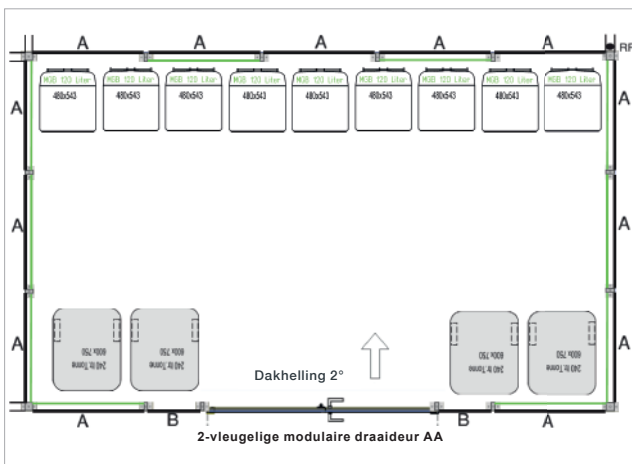 A A A A A
RR
MGB 120 Liter MGB 120 Liter MGB 120 Liter MGB 120 Liter MGB 120 Liter MGB 120 Liter MGB 120 Liter MGB 120 Liter MGB 120 Liter
480x543 480x543 480x543 480x543 480x543 480x543 480x543 480x543 480x543
A A
A A
A A
240 ltr.Tonne 240 ltr.Tonne 240 ltr.Tonne 240 ltr.Tonne
600x 750 600x 750 600x 750 600x 750
Dakhelling 2°
A B B A
2-vleugelige modulaire draaideur AA